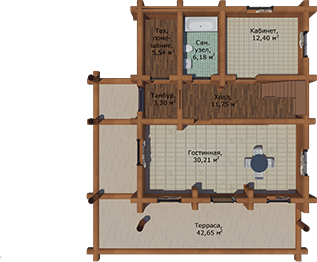 Тех.
поме-
щение,
5,54 м²
Сан.
узел,
6,18 м²
Кабинет,
12,40 м²
Тамбур,
3,30 м²
Холл,
11,75 м²
Гостинная,
30,21 м²
Терраса,
42,65 м²